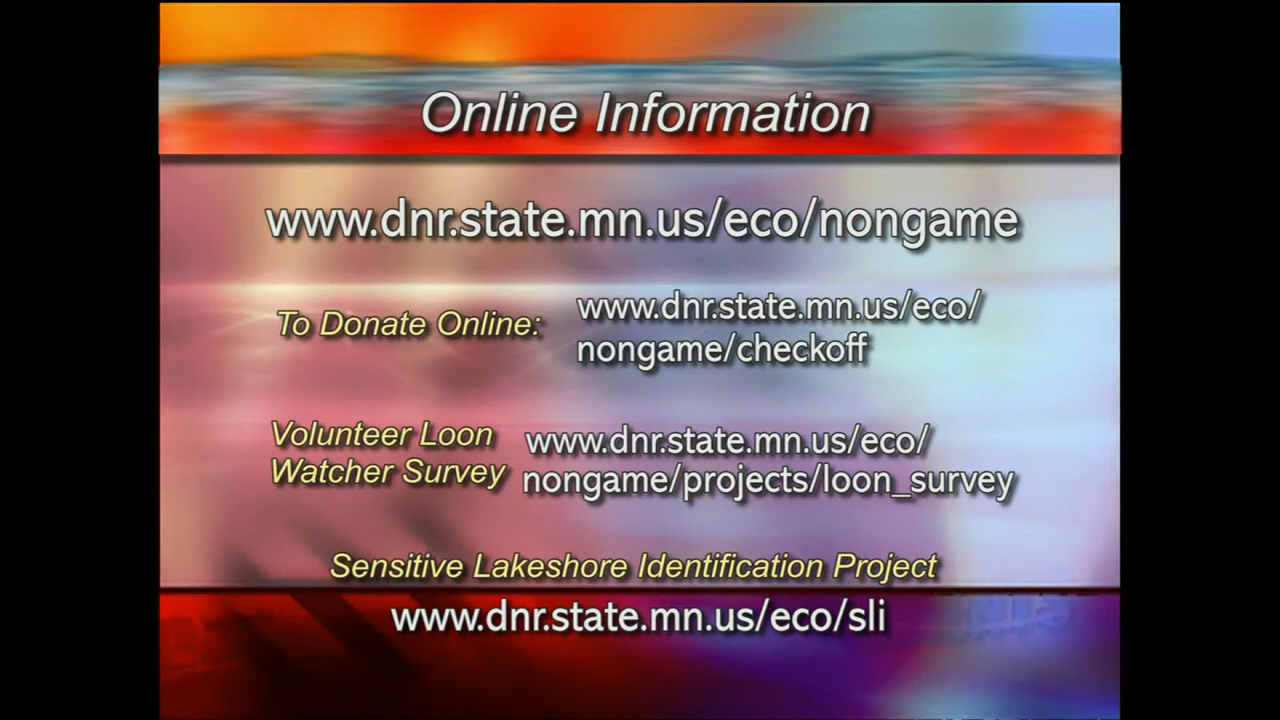 Online Information
www.dnr.state.mn.us/eco/nongame
To Donate Online:
www.dnr.state.mn.us/eco/
nongame/checkoff
Volunteer Loon
Watcher Survey
www.dnr.state.mn.us/eco/
nongame/projects/loon_survey
Sensitive Lakeshore Identification Project
www.dnr.state.mn.us/eco/sli